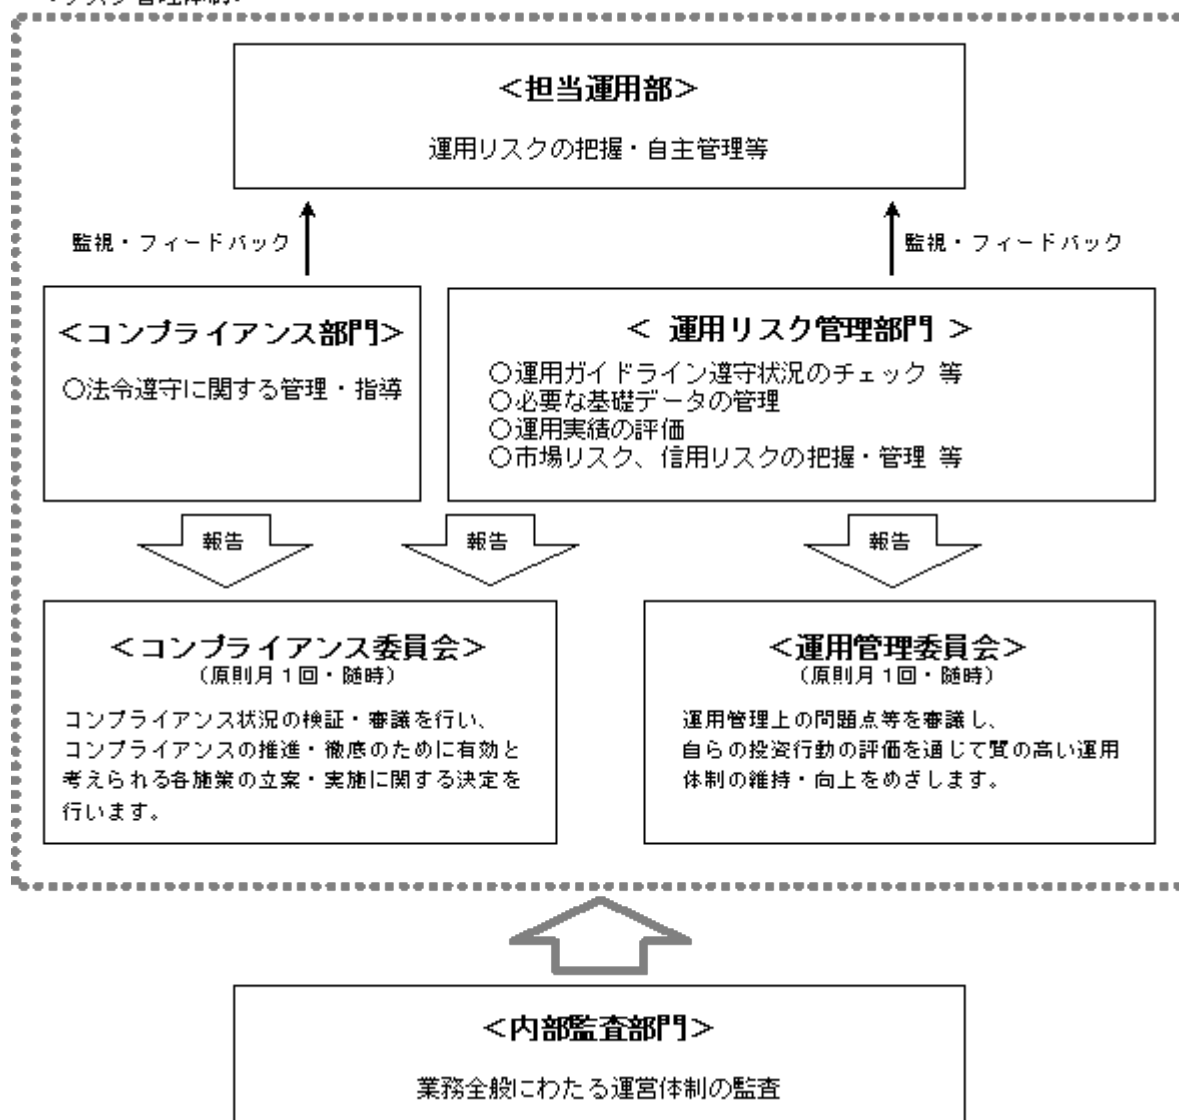 ＜担当運用部＞
運用リスクの把握・自主管理等
監視・フィードバック
監視・フィードバック
＜コンプライアンス部門＞
○法令遵守に関する管理・指導
＜ 運用リスク管理部門 ＞
○運用ガイドライン遵守状況のチェック 等
○必要な基礎データの管理
○運用実績の評価
○市場リスク、信用リスクの把握・管理 等
報告
報告
報告
＜コンプライアンス委員会＞
（原則月１回・随時）
コンプライアンス状況の検証・審議を行い、
コンプライアンスの推進・徹底のために有効と
考えられる各施策の立案・実施に関する決定を
行います。
＜運用管理委員会＞
（原則月１回・随時）
運用管理上の問題点等を審議し、
自らの投資行動の評価を通じて質の高い運用
体制の維持・向上をめざします。
＜内部監査部門＞
業務全般にわたる運営体制の監査